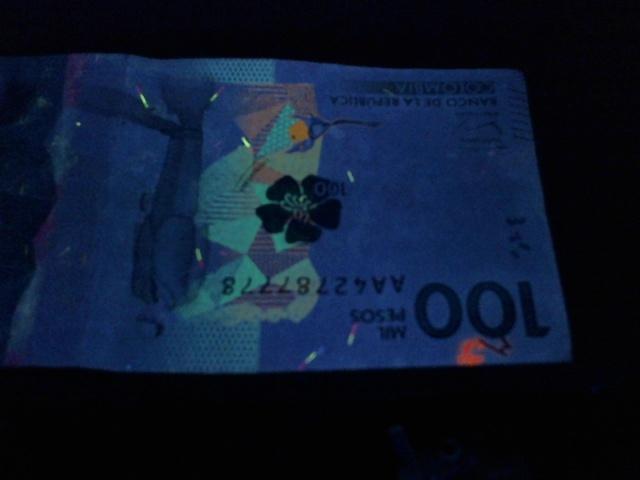 100 MIL
PESOS
AA42787778
100
BANCO DE LA REPÚBLICA
COLOMBIA